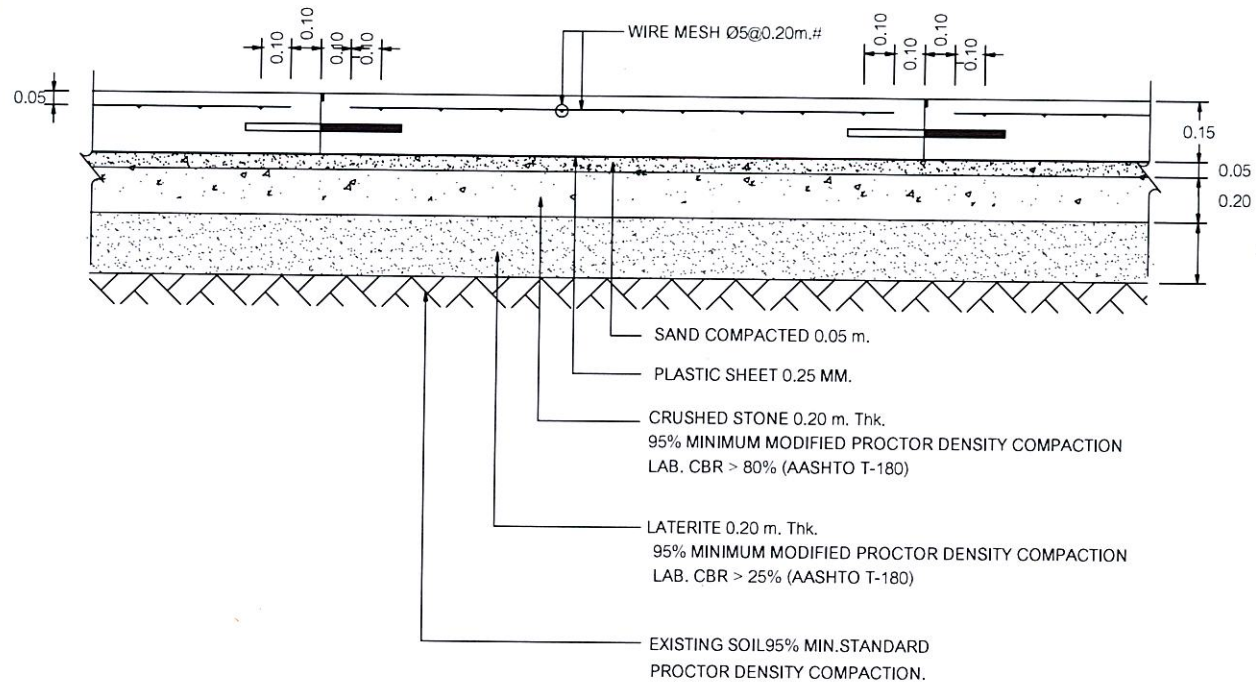 0.10
0.10
0.10
0.10
WIRE MESH Ø5@0.20m.#
0.10
0.10
0.10
0.10
0.05
0.15
0.05
0.20
SAND COMPACTED 0.05 m.
PLASTIC SHEET 0.25 MM.
CRUSHED STONE 0.20 m. Thk.
95% MINIMUM MODIFIED PROCTOR DENSITY COMPACTION
LAB. CBR > 80% (AASHTO T-180)
LATERITE 0.20 m. Thk.
95% MINIMUM MODIFIED PROCTOR DENSITY COMPACTION
LAB. CBR > 25% (AASHTO T-180)
EXISTING SOIL95% MIN.STANDARD
PROCTOR DENSITY COMPACTION.